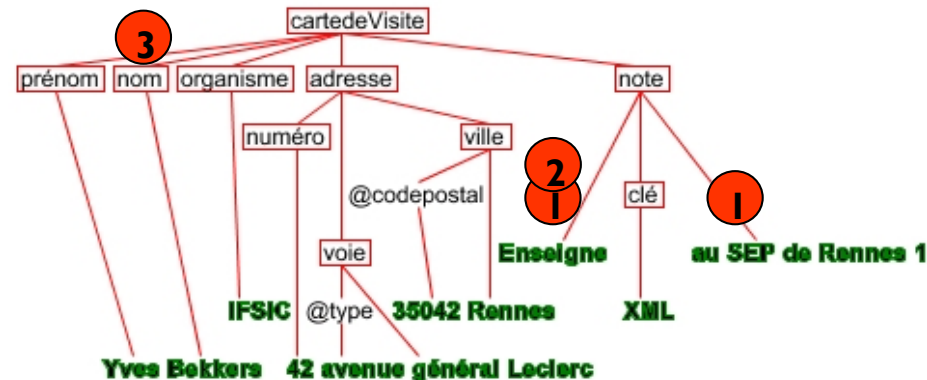 cartedeVisite
3
prénom nom organisme adresse note
numéro ville
2
1 1
@codepostal clé
Enseigne au SEP de Rennes 1
voie
IFSIC @type 35042 Rennes XML
Yves Bekkers 42 avenue général Leclerc